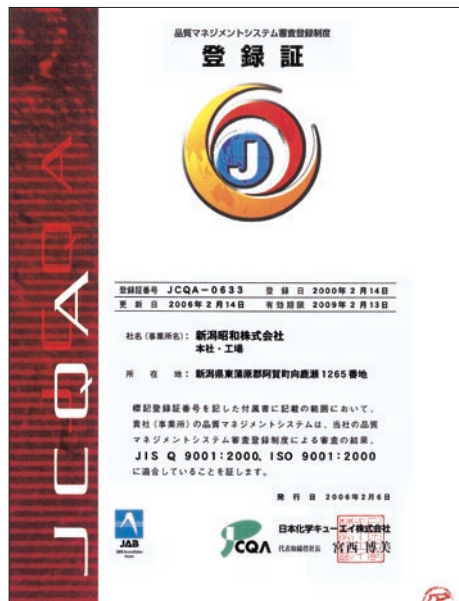 品質マネジメントシステム審査登録制度
登録証
J
登録証番号 JCQA-0633 登録日 2000年2月14日
更新日 2006年2月14日 有効期限 2009年2月13日
社名(事業所名): 新潟昭和株式会社
本社・工場
所在地: 新潟県東蒲原郡阿賀町向鹿瀬1265番地
標記登録証番号を記した付属書に記載の範囲において、
貴社(事業所)の品質マネジメントシステムは、当社の品質
マネジメントシステム審査登録制度による審査の結果、
JIS Q 9001:2000, ISO 9001:2000
に適合していることを証します。
発行日 2006年2月6日
JAB
JCQA
日本化学キューエイ株式会社
代表取締役社長 宮西博美
JCQA